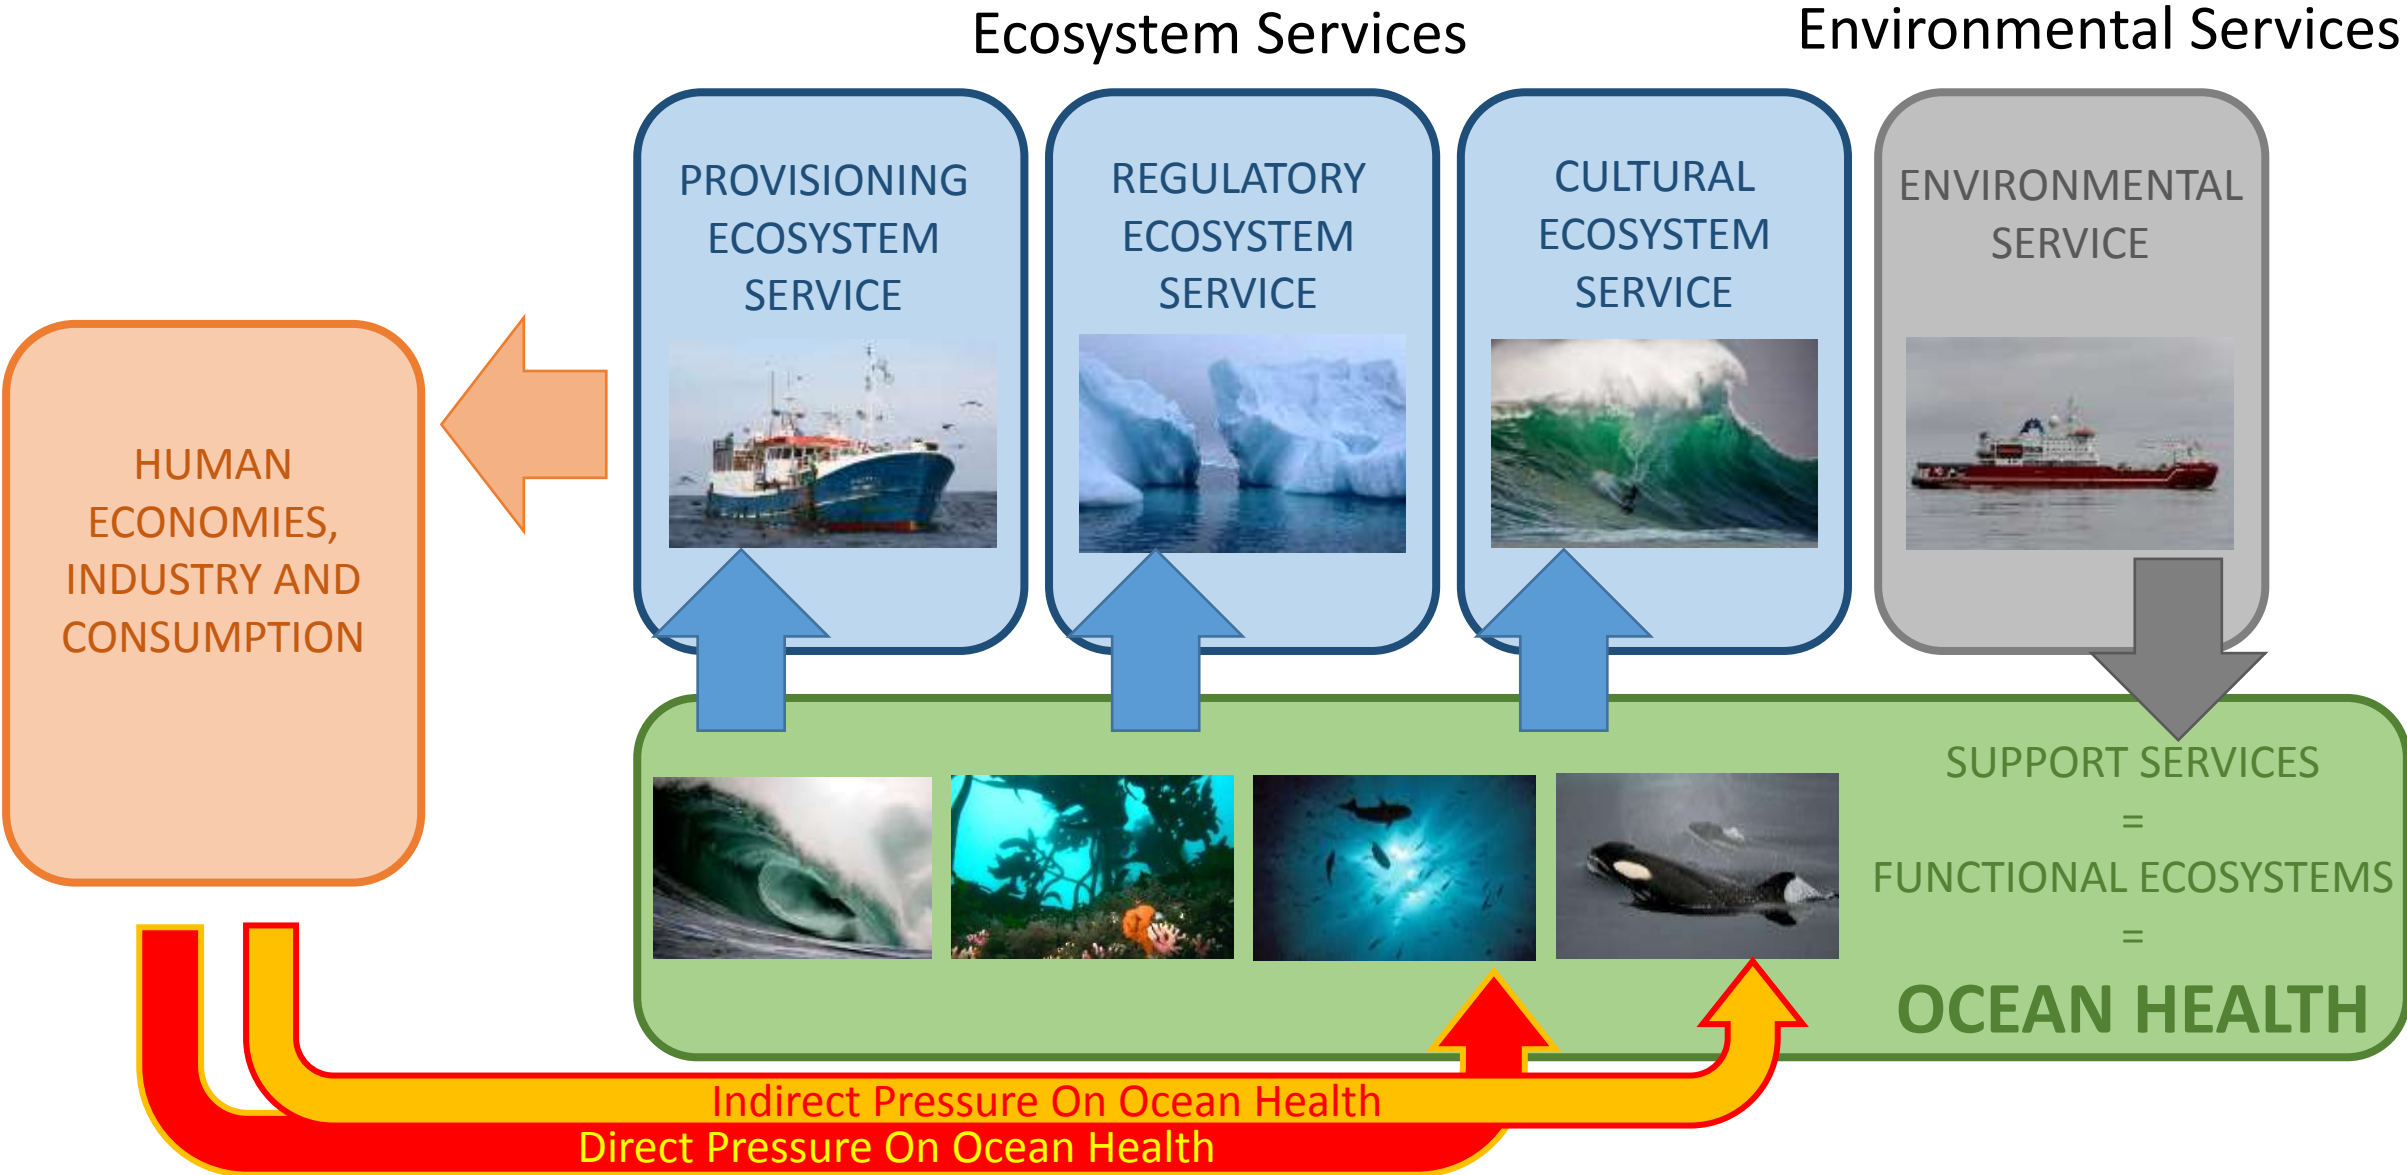 Ecosystem Services
Environmental Services
PROVISIONING
ECOSYSTEM
SERVICE
REGULATORY
ECOSYSTEM
SERVICE
CULTURAL
ECOSYSTEM
SERVICE
ENVIRONMENTAL
SERVICE
HUMAN
ECONOMIES,
INDUSTRY AND
CONSUMPTION
SUPPORT SERVICES
=
FUNCTIONAL ECOSYSTEMS
=
OCEAN HEALTH
Indirect Pressure On Ocean Health
Direct Pressure On Ocean Health